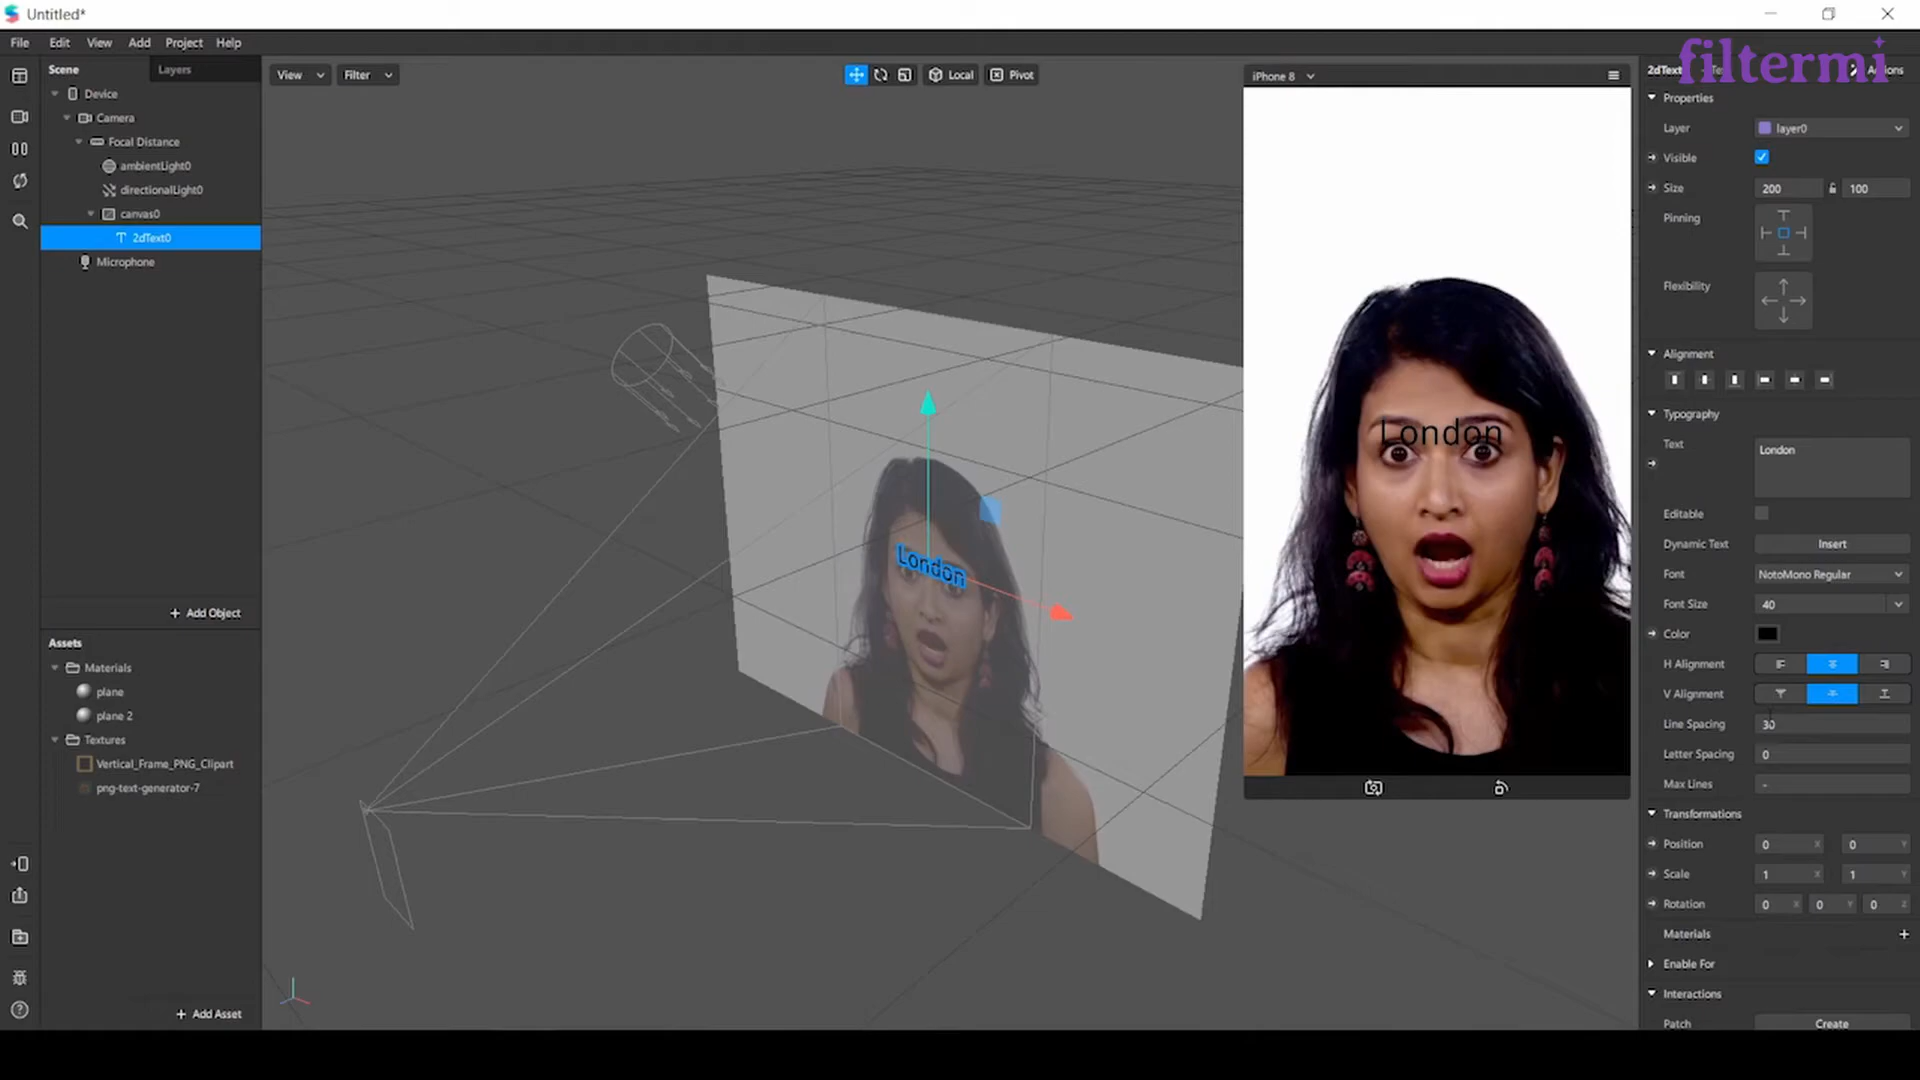 Untitled*
File Edit View Add Project Help
filtermi
Scene Layers
Device
Camera
Focal Distance
ambientLight0
directionalLight0
canvas0
2dText0
Microphone
+ Add Object
Assets
Materials
plane
plane 2
Textures
Vertical_Frame_PNG_Clipart
png-text-generator-7
+ Add Asset
View Filter
Local Pivot
London
iPhone 8
London
2dText
Properties
Layer layer0
Visible
Size 200 100
Pinning
Flexibility
Alignment
Typography
Text London
Editable
Dynamic Text Insert
Font NotoMono Regular
Font Size 40
Color
H Alignment
V Alignment
Line Spacing 30
Letter Spacing 0
Max Lines -
Transformations
Position 0 X 0 Y
Scale 1 X 1 Y
Rotation 0 X 0 Y 0 Z
Materials +
Enable For
Interactions
Patch Create